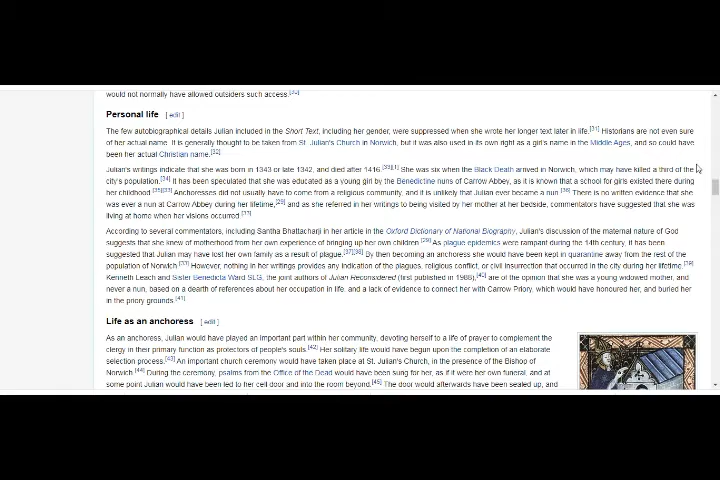 would not normally have allowed outsiders such access.[30]
Personal life [ edit ]
The few autobiographical details Julian included in the Short Text, including her gender, were suppressed when she wrote her longer text later in life.[31] Historians are not even sure
of her actual name. It is generally thought to be taken from St. Julian's Church in Norwich, but it was also used in its own right as a girl's name in the Middle Ages, and so could have
been her actual Christian name.[32]
Julian's writings indicate that she was born in 1343 or late 1342, and died after 1416.[33][1] She was six when the Black Death arrived in Norwich, which may have killed a third of the
city's population.[34] It has been speculated that she was educated as a young girl by the Benedictine nuns of Carrow Abbey, as it is known that a school for girls existed there during
her childhood.[35][33] Anchoresses did not usually have to come from a religious community, and it is unlikely that Julian ever became a nun.[36] There is no written evidence that she
was ever a nun at Carrow Abbey during her lifetime,[29] and as she referred in her writings to being visited by her mother at her bedside, commentators have suggested that she was
living at home when her visions occurred.[33]
According to several commentators, including Santha Bhattacharji in her article in the Oxford Dictionary of National Biography, Julian's discussion of the maternal nature of God
suggests that she knew of motherhood from her own experience of bringing up her own children.[29] As plague epidemics were rampant during the 14th century, it has been
suggested that Julian may have lost her own family as a result of plague.[37][38] By then becoming an anchoress she would have been kept in quarantine away from the rest of the
population of Norwich.[33] However, nothing in her writings provides any indication of the plagues, religious conflict, or civil insurrection that occurred in the city during her lifetime.[39]
Kenneth Leach and Sister Benedicta Ward SLG, the joint authors of Julian Reconsidered (first published in 1988),[40] are of the opinion that she was a young widowed mother, and
never a nun, based on a dearth of references about her occupation in life, and a lack of evidence to connect her with Carrow Priory, which would have honoured her, and buried her
in the priory grounds.[41]
Life as an anchoress [ edit ]
As an anchoress, Julian would have played an important part within her community, devoting herself to a life of prayer to complement the
clergy in their primary function as protectors of people's souls.[42] Her solitary life would have begun upon the completion of an elaborate
selection process.[43] An important church ceremony would have taken place at St. Julian's Church, in the presence of the Bishop of
Norwich.[44] During the ceremony, psalms from the Office of the Dead would have been sung for her, as if it were her own funeral, and at
some point Julian would have been led to her cell door and into the room beyond.[45] The door would afterwards have been sealed up, and